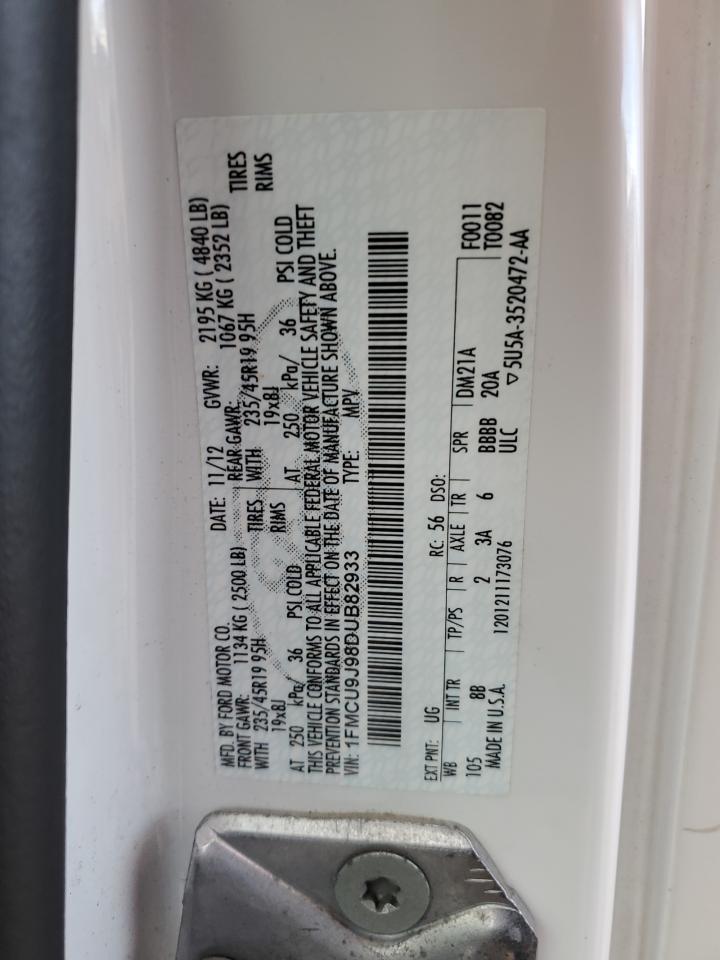 MFD. BY FORD MOTOR CO. DATE: 11/12 GVWR: 2195 KG ( 4840 LB)
FRONT GAWR: 1134 KG ( 2500 LB) REAR GAWR: 1067 KG ( 2352 LB)
WITH 235/45R19 95H TIRES WITH 235/45R19 95H TIRES
19x8J RIMS 19x8J RIMS
AT 250 kPa/ 36 PSI COLD AT 250 kPa/ 36 PSI COLD
THIS VEHICLE CONFORMS TO ALL APPLICABLE FEDERAL MOTOR VEHICLE SAFETY AND THEFT
PREVENTION STANDARDS IN EFFECT ON THE DATE OF MANUFACTURE SHOWN ABOVE.
VIN: 1FMCU9J98DUB82933 TYPE: MPV
EXT PNT: UG RC: 56 DSO: F0011
WB INT TR TP/PS R AXLE TR SPR DM21A T0082
105 8B 2 3A 6 BBBB 20A
MADE IN U.S.A. 1201211173076 ULC ▽5U5A-3520472-AA